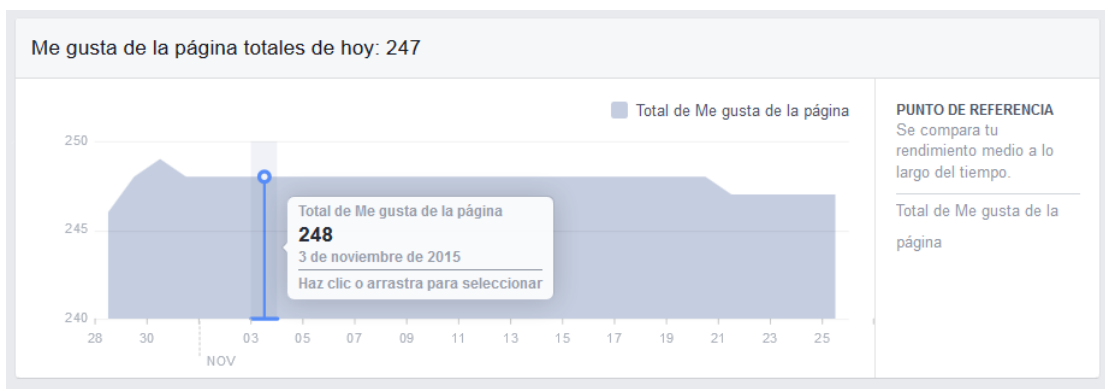 Me gusta de la página totales de hoy: 247
Total de Me gusta de la página
250
245
240
Total de Me gusta de la página
248
3 de noviembre de 2015
Haz clic o arrastra para seleccionar
28 30 03 05 07 09 11 13 15 17 19 21 23 25
NOV
PUNTO DE REFERENCIA
Se compara tu
rendimiento medio a lo
largo del tiempo.
Total de Me gusta de la
página